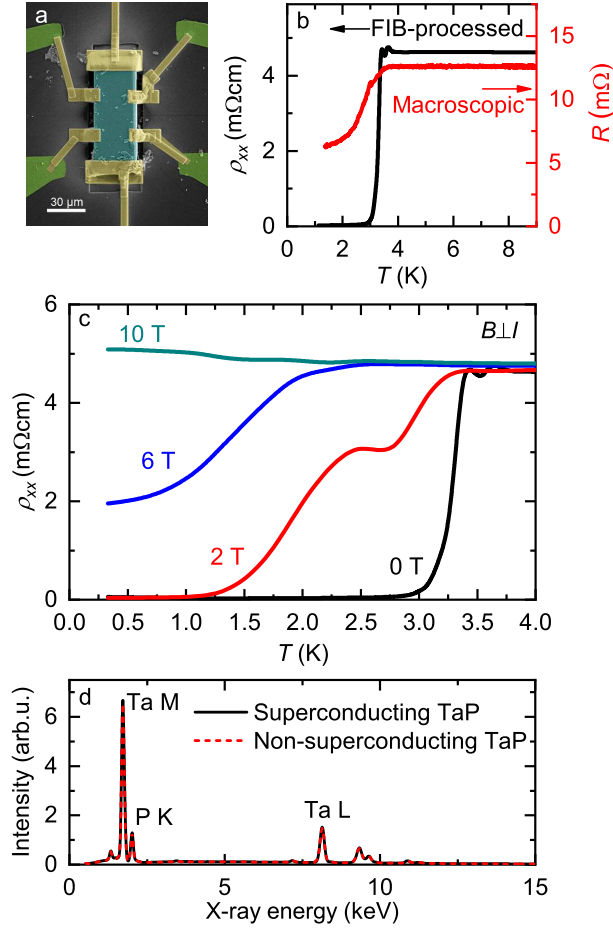 a
30 µm
b
FIB-processed
Macroscopic
ρxx (mΩcm)
4
2
0
R (mΩ)
15
10
5
0
0 2 4 6 8
T (K)
c
10 T
B⊥I
6 T
2 T
0 T
ρxx (mΩcm)
6
4
2
0
0.0 0.5 1.0 1.5 2.0 2.5 3.0 3.5 4.0
T (K)
d
Ta M
P K
Ta L
Superconducting TaP
Non-superconducting TaP
Intensity (arb.u.)
6
4
2
0
0 5 10 15
X-ray energy (keV)